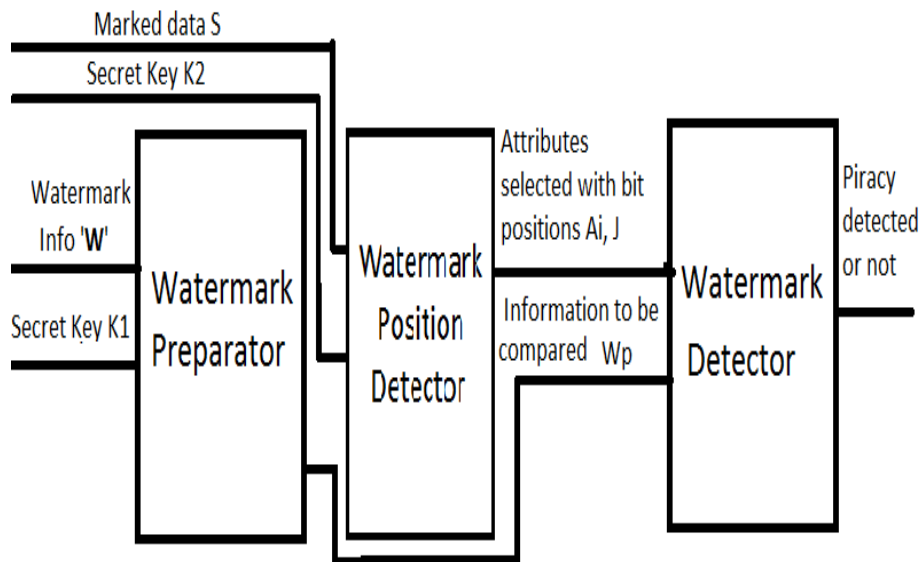 Marked data S
Secret Key K2
Watermark
Info 'W'
Secret Key K1
Watermark
Preparator
Watermark
Position
Detector
Attributes
selected with bit
positions Ai, J
Information to be
compared Wp
Watermark
Detector
Piracy
detected
or not